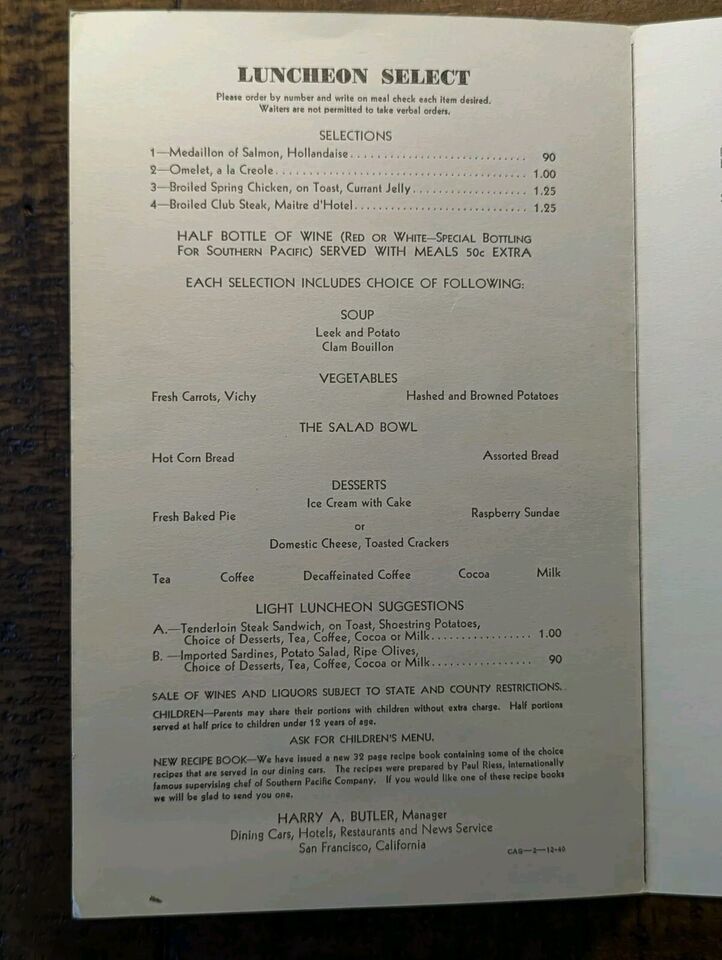 LUNCHEON SELECT
Please order by number and write on meal check each item desired.
Waiters are not permitted to take verbal orders.
SELECTIONS
1—Medaillon of Salmon, Hollandaise............................ 90
2—Omelet, a la Creole.......................................... 1.00
3—Broiled Spring Chicken, on Toast, Currant Jelly.................... 1.25
4—Broiled Club Steak, Maitre d'Hotel.............................. 1.25
HALF BOTTLE OF WINE (RED OR WHITE—SPECIAL BOTTLING
FOR SOUTHERN PACIFIC) SERVED WITH MEALS 50c EXTRA
EACH SELECTION INCLUDES CHOICE OF FOLLOWING:
SOUP
Leek and Potato
Clam Bouillon
VEGETABLES
Fresh Carrots, Vichy Hashed and Browned Potatoes
THE SALAD BOWL
Hot Corn Bread Assorted Bread
DESSERTS
Ice Cream with Cake
Fresh Baked Pie Raspberry Sundae
or
Domestic Cheese, Toasted Crackers
Tea Coffee Decaffeinated Coffee Cocoa Milk
LIGHT LUNCHEON SUGGESTIONS
A.—Tenderloin Steak Sandwich, on Toast, Shoestring Potatoes,
Choice of Desserts, Tea, Coffee, Cocoa or Milk................. 1.00
B. —Imported Sardines, Potato Salad, Ripe Olives,
Choice of Desserts, Tea, Coffee, Cocoa or Milk................. 90
SALE OF WINES AND LIQUORS SUBJECT TO STATE AND COUNTY RESTRICTIONS.
CHILDREN—Parents may share their portions with children without extra charge. Half portions
served at half price to children under 12 years of age.
ASK FOR CHILDREN'S MENU.
NEW RECIPE BOOK—We have issued a new 32 page recipe book containing some of the choice
recipes that are served in our dining cars. The recipes were prepared by Paul Riess, internationally
famous supervising chef of Southern Pacific Company. If you would like one of these recipe books
we will be glad to send you one.
HARRY A. BUTLER, Manager
Dining Cars, Hotels, Restaurants and News Service
San Francisco, California
CAS—2—12-40